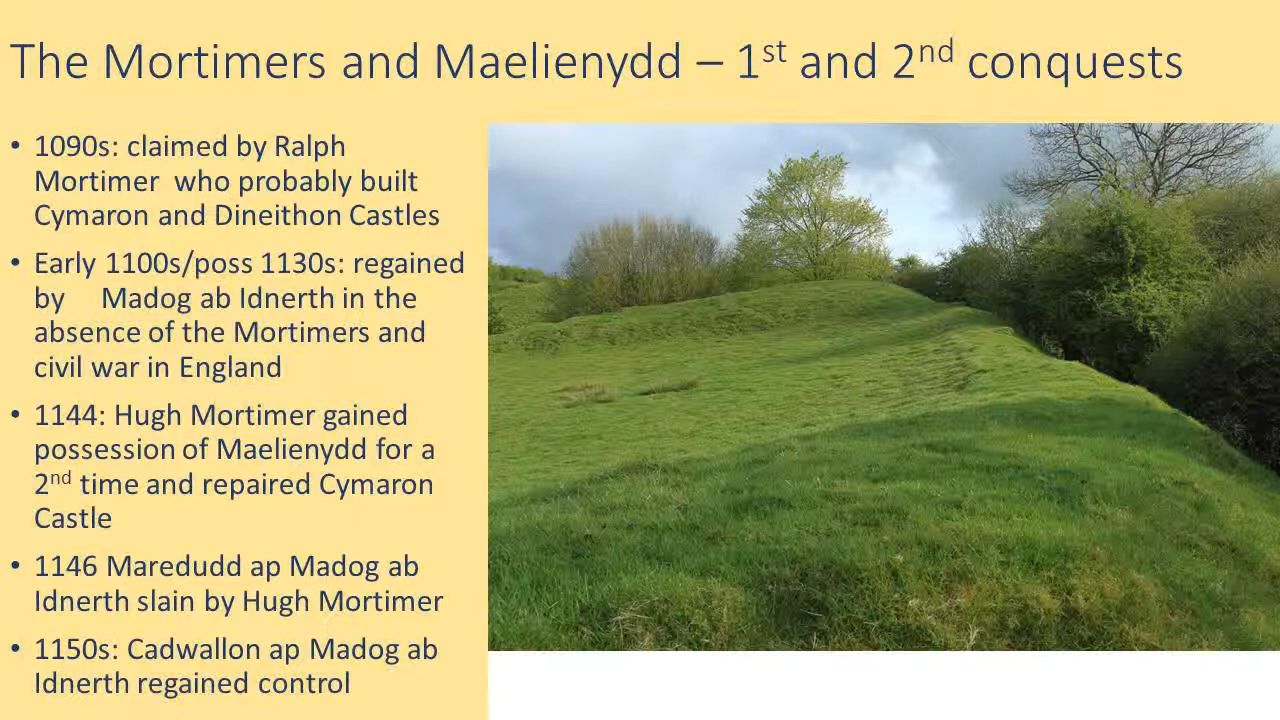 The Mortimers and Maelienydd – 1st and 2nd conquests
• 1090s: claimed by Ralph
Mortimer who probably built
Cymaron and Dineithon Castles
• Early 1100s/poss 1130s: regained
by Madog ab Idnerth in the
absence of the Mortimers and
civil war in England
• 1144: Hugh Mortimer gained
possession of Maelienydd for a
2nd time and repaired Cymaron
Castle
• 1146 Maredudd ap Madog ab
Idnerth slain by Hugh Mortimer
• 1150s: Cadwallon ap Madog ab
Idnerth regained control